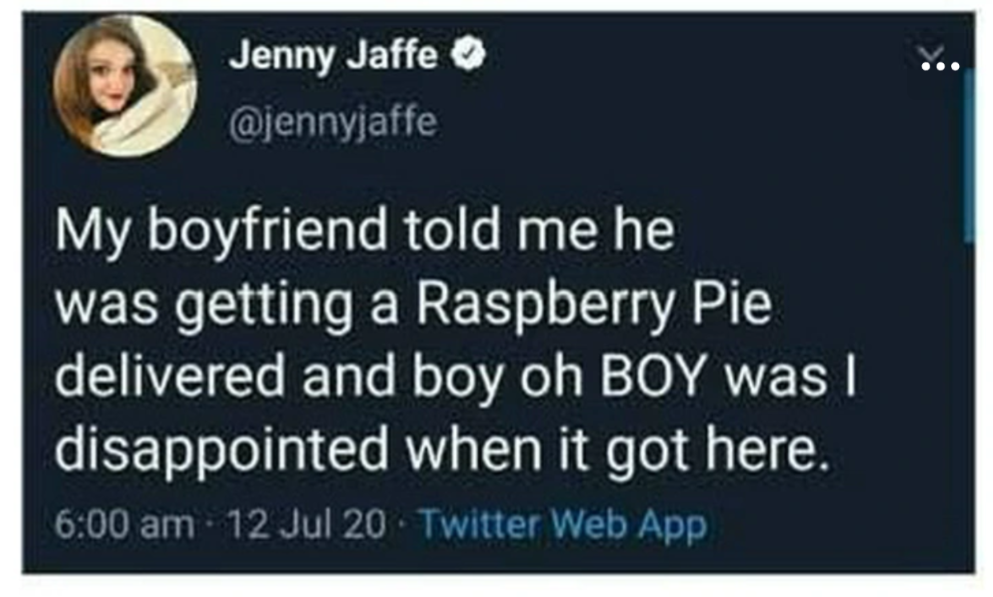 Jenny Jaffe
@jennyjaffe
My boyfriend told me he
was getting a Raspberry Pie
delivered and boy oh BOY was I
disappointed when it got here.
6:00 am · 12 Jul 20 · Twitter Web App